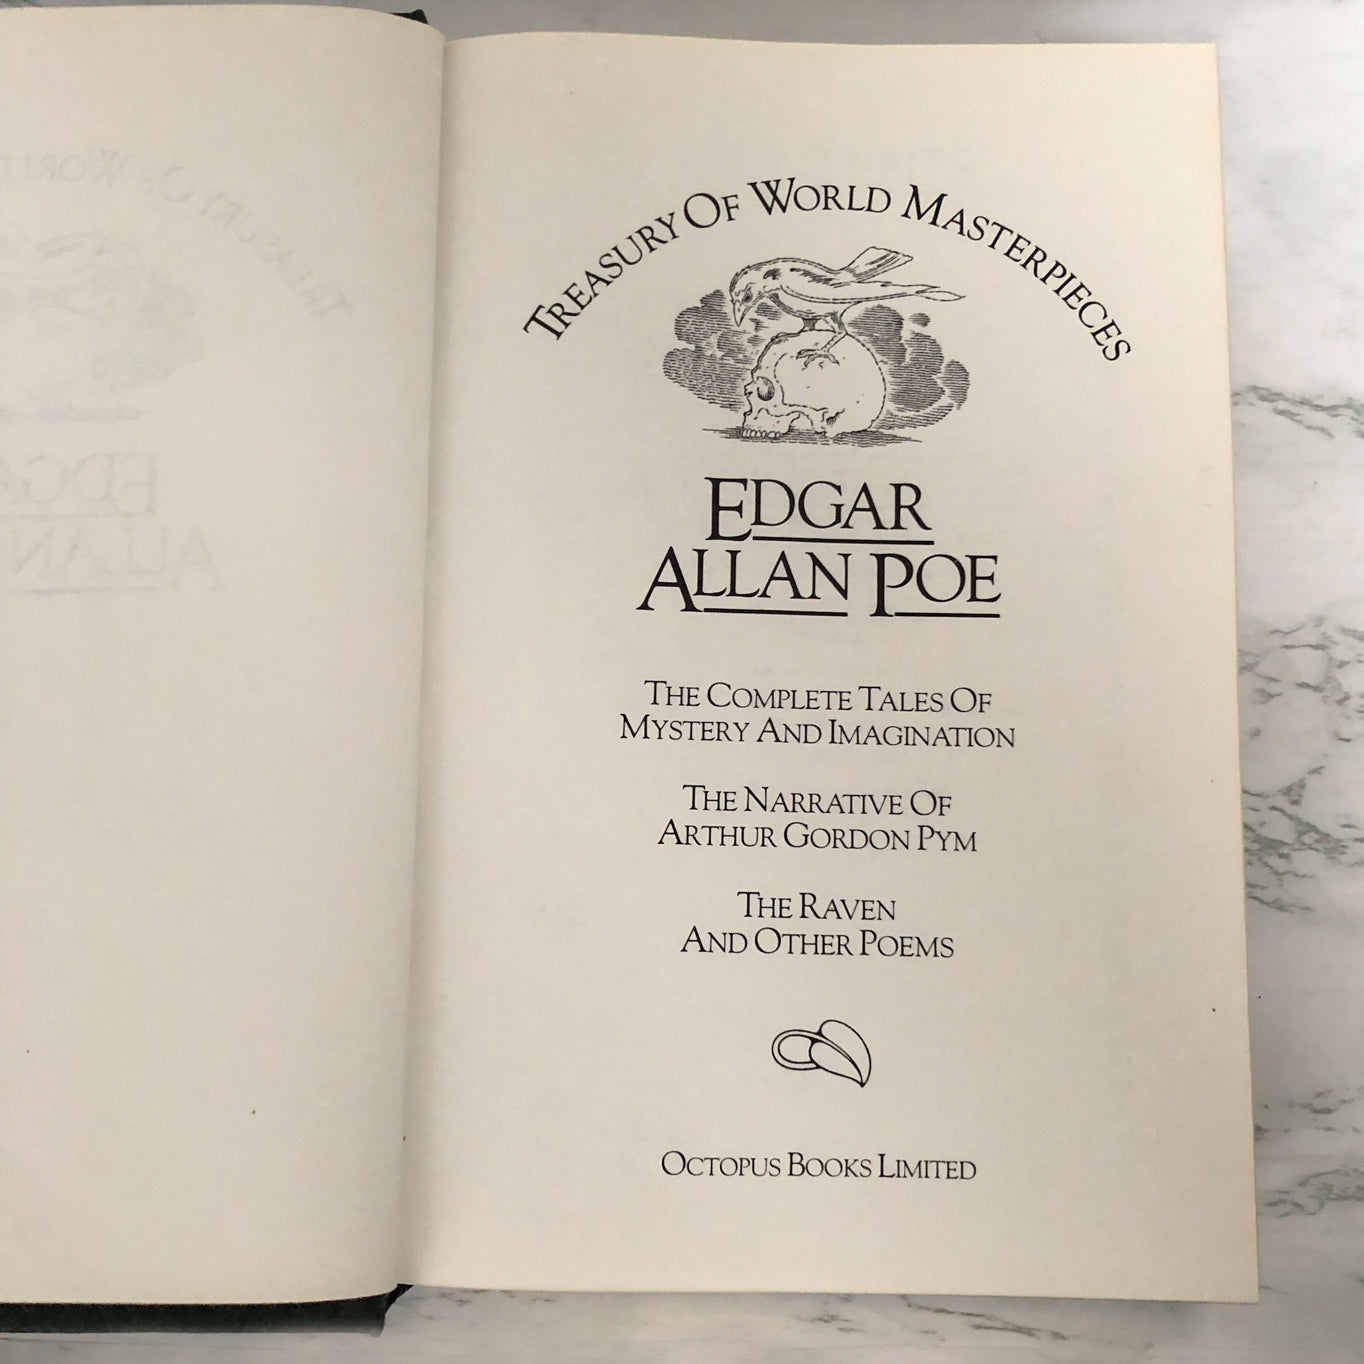 Treasury Of World Masterpieces
Edgar
Allan Poe
The Complete Tales Of
Mystery And Imagination
The Narrative Of
Arthur Gordon Pym
The Raven
And Other Poems
Octopus Books Limited